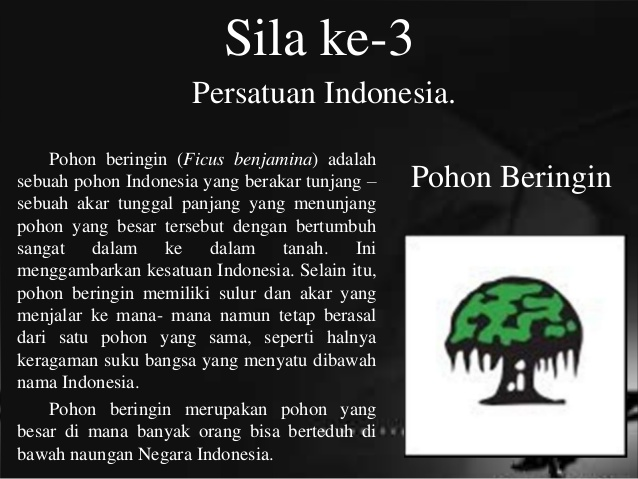 Sila ke-3
Persatuan Indonesia.
Pohon beringin (Ficus benjamina) adalah
sebuah pohon Indonesia yang berakar tunjang –
sebuah akar tunggal panjang yang menunjang
pohon yang besar tersebut dengan bertumbuh
sangat dalam ke dalam tanah. Ini
menggambarkan kesatuan Indonesia. Selain itu,
pohon beringin memiliki sulur dan akar yang
menjalar ke mana- mana namun tetap berasal
dari satu pohon yang sama, seperti halnya
keragaman suku bangsa yang menyatu dibawah
nama Indonesia.
Pohon beringin merupakan pohon yang
besar di mana banyak orang bisa berteduh di
bawah naungan Negara Indonesia.
Pohon Beringin